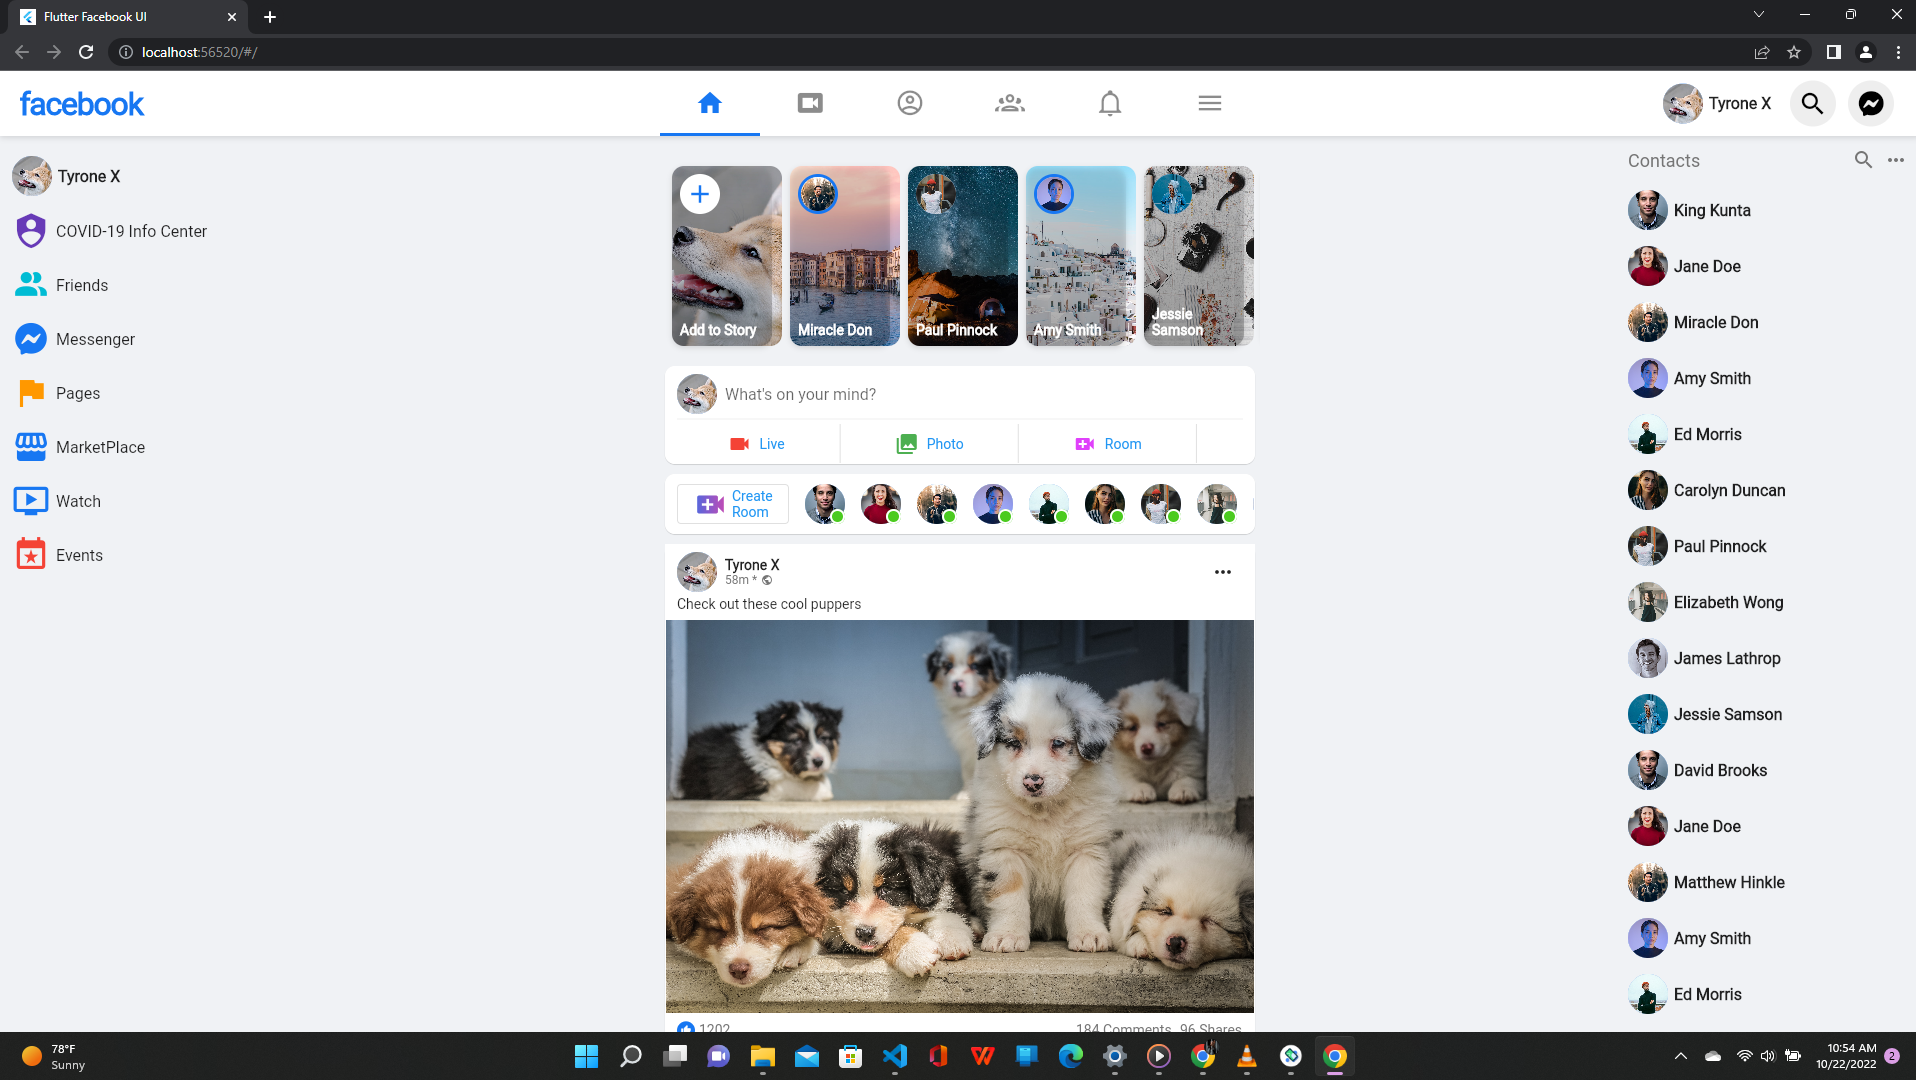 Flutter Facebook UI
localhost:56520/#/
facebook
Tyrone X
Tyrone X
COVID-19 Info Center
Friends
Messenger
Pages
MarketPlace
Watch
Events
Add to Story
Miracle Don
Paul Pinnock
Amy Smith
Jessie
Samson
What's on your mind?
Live
Photo
Room
Create
Room
Tyrone X
58m *
Check out these cool puppers
1202
184 Comments
96 Shares
Contacts
King Kunta
Jane Doe
Miracle Don
Amy Smith
Ed Morris
Carolyn Duncan
Paul Pinnock
Elizabeth Wong
James Lathrop
Jessie Samson
David Brooks
Jane Doe
Matthew Hinkle
Amy Smith
Ed Morris
78°F
Sunny
10:54 AM
10/22/2022
2